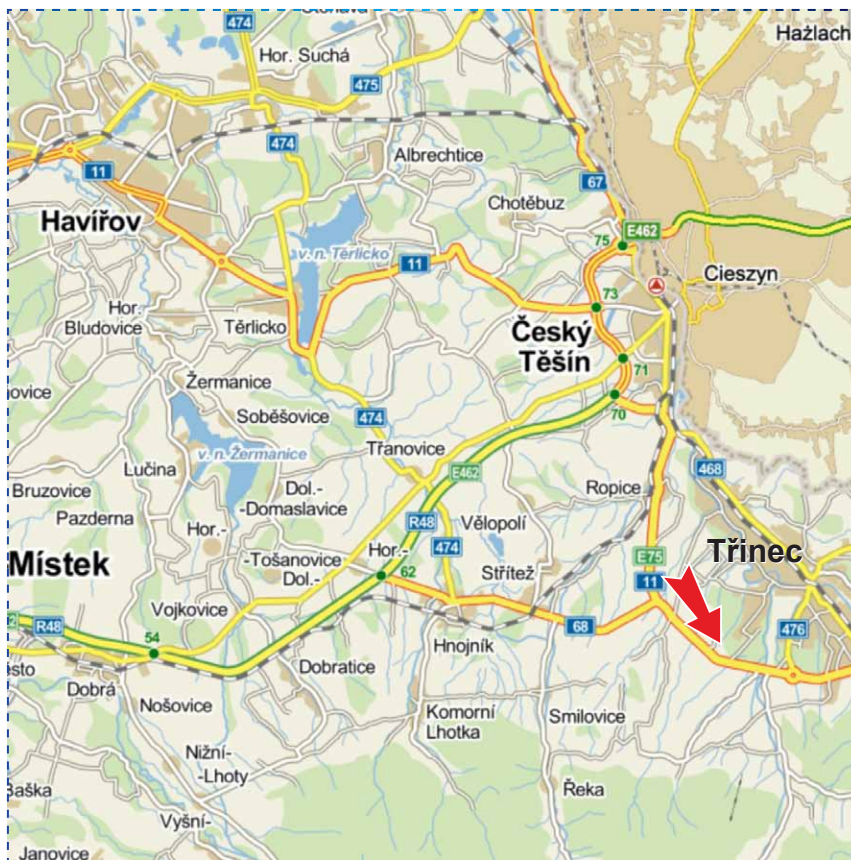 474
Hor. Suchá
Hażlach
475
474
Albrechtice
11
67
Chotěbuz
Havířov
75
E462
v. n. Těrlicko
11
Cieszyn
73
Hor.
Bludovice
Těrlicko
Český
Těšín
71
Žermanice
70
Soběšovice
474
v. n. Žermanice
Třanovice
468
E462
Lučina
Bruzovice
Dol.-
-Domaslavice
Ropice
Pazderna
Hor.-
R48
Vělopolí
Místek
-Tošanovice
Dol.-
Hor.-
62
474
E75
Třinec
Střítež
11
Vojkovice
R48
54
68
476
Hnojník
Dobratice
Dobrá
Nošovice
Komorní
Lhotka
Smilovice
Nižní-
-Lhoty
Řeka
Vyšní-
Janovice